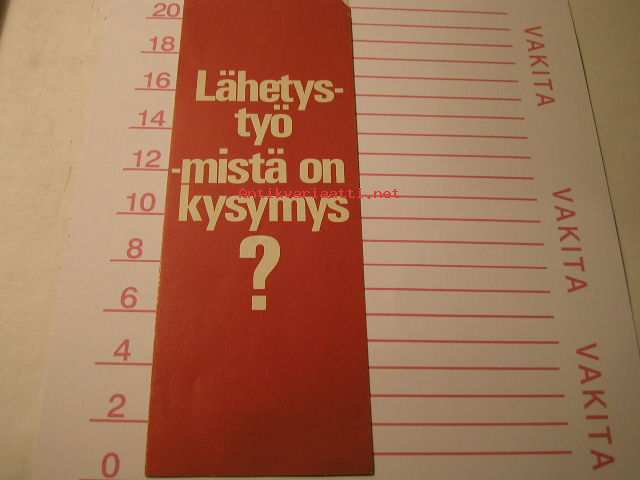 20
18
16
14
12
10
8
6
4
2
0
Lähetys-
työ
-mistä on
kysymys
?
Antikvariaatti.net
VAKITA
VAKITA
VAKITA